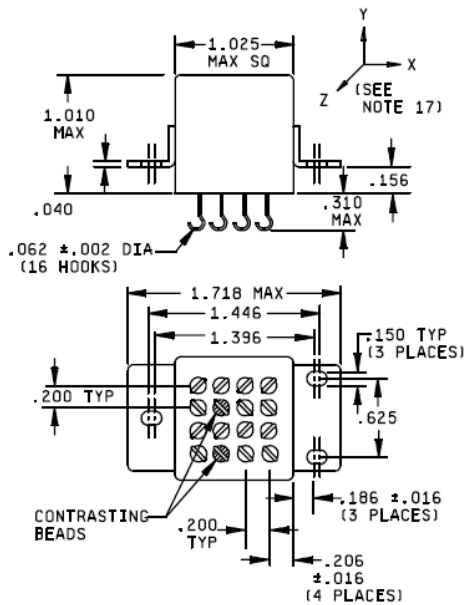 1.025
MAX SQ
Y
X
Z
(SEE
NOTE 17)
1.010
MAX
.156
.040
.310
MAX
.062 ±.002 DIA
(16 HOOKS)
1.718 MAX
1.446
1.396
.150 TYP
(3 PLACES)
.200 TYP
.625
CONTRASTING
BEADS
.200
TYP
.186 ±.016
(3 PLACES)
.206
±.016
(4 PLACES)